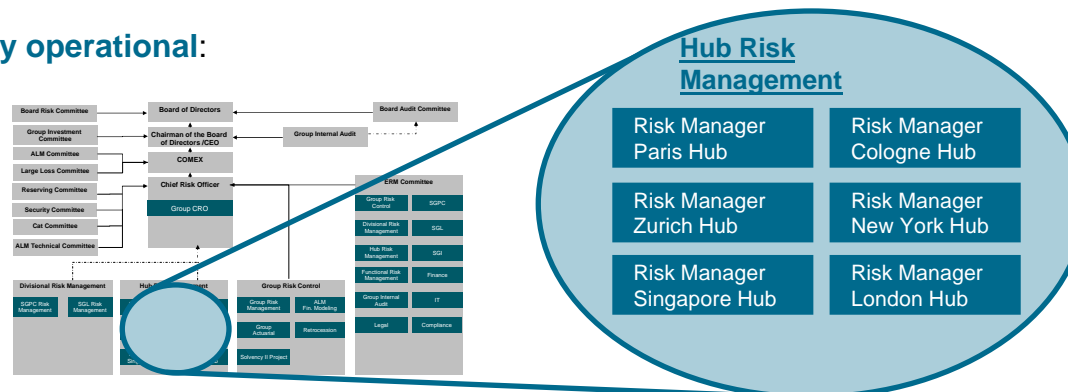 y operational:
Hub Risk
Management
Risk Manager
Paris Hub
Risk Manager
Cologne Hub
Risk Manager
Zurich Hub
Risk Manager
New York Hub
Risk Manager
Singapore Hub
Risk Manager
London Hub
Board Risk Committee
Board of Directors
Board Audit Committee
Group Investment
Committee
Chairman of the Board
of Directors /CEO
Group Internal Audit
ALM Committee
COMEX
Large Loss Committee
Reserving Committee
Chief Risk Officer
Group CRO
Security Committee
Cat Committee
ALM Technical Committee
ERM Committee
Group Risk
Control
SGPC
Divisional Risk
Management
SGL
Hub Risk
Management
SGI
Functional Risk
Management
Finance
Group Internal
Audit
IT
Legal
Compliance
Divisional Risk Management
SGPC Risk
Management
SGL Risk
Management
Group Risk Control
Group Risk
Management
ALM
Fin. Modeling
Group
Actuarial
Retrocession
Solvency II Project